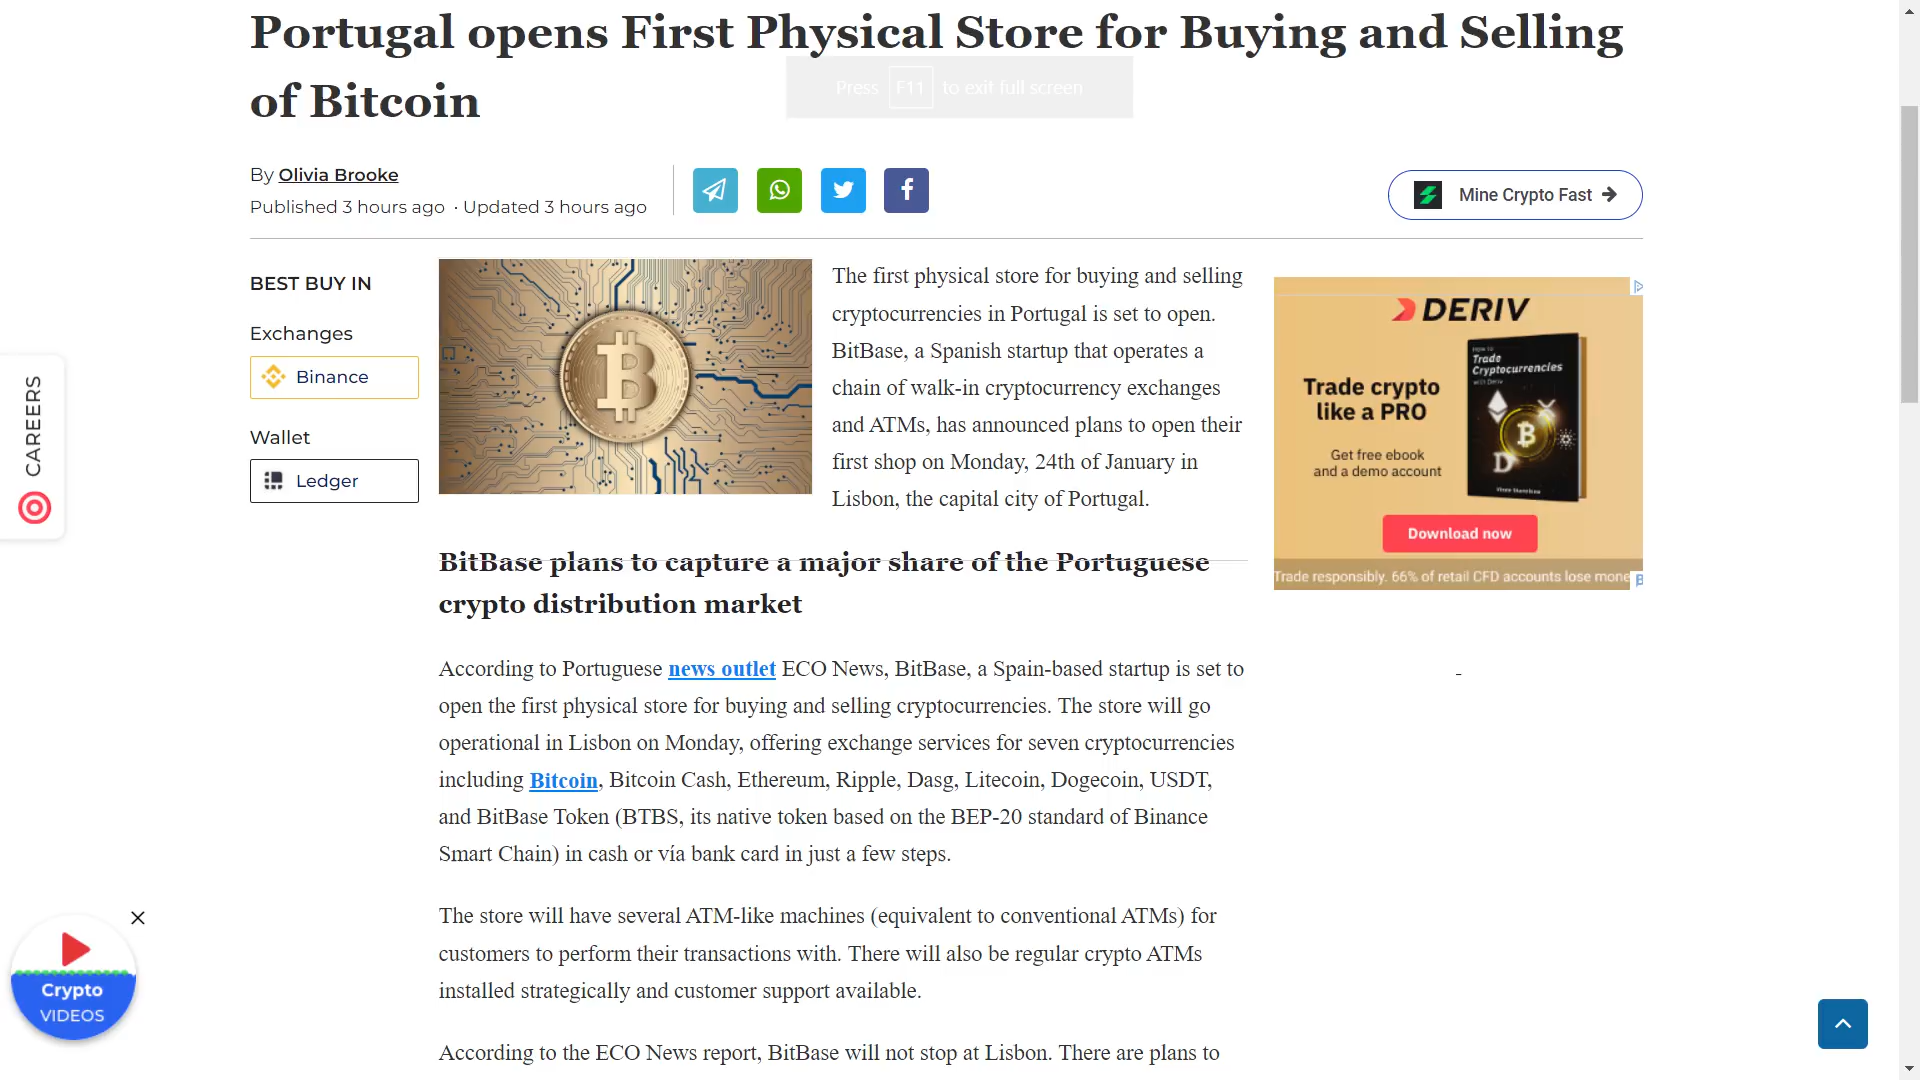 Portugal opens First Physical Store for Buying and Selling
of Bitcoin
Press F11 to exit full screen
By Olivia Brooke
Published 3 hours ago · Updated 3 hours ago
Mine Crypto Fast
BEST BUY IN
Exchanges
Binance
Wallet
Ledger
CAREERS
The first physical store for buying and selling
cryptocurrencies in Portugal is set to open.
BitBase, a Spanish startup that operates a
chain of walk-in cryptocurrency exchanges
and ATMs, has announced plans to open their
first shop on Monday, 24th of January in
Lisbon, the capital city of Portugal.
DERIV
Trade crypto
like a PRO
Get free ebook
and a demo account
How to
Trade
Cryptocurrencies
with Deriv
Download now
Trade responsibly. 66% of retail CFD accounts lose mone
BitBase plans to capture a major share of the Portuguese
crypto distribution market
According to Portuguese news outlet ECO News, BitBase, a Spain-based startup is set to
open the first physical store for buying and selling cryptocurrencies. The store will go
operational in Lisbon on Monday, offering exchange services for seven cryptocurrencies
including Bitcoin, Bitcoin Cash, Ethereum, Ripple, Dasg, Litecoin, Dogecoin, USDT,
and BitBase Token (BTBS, its native token based on the BEP-20 standard of Binance
Smart Chain) in cash or vía bank card in just a few steps.
The store will have several ATM-like machines (equivalent to conventional ATMs) for
customers to perform their transactions with. There will also be regular crypto ATMs
installed strategically and customer support available.
According to the ECO News report, BitBase will not stop at Lisbon. There are plans to
Crypto
VIDEOS